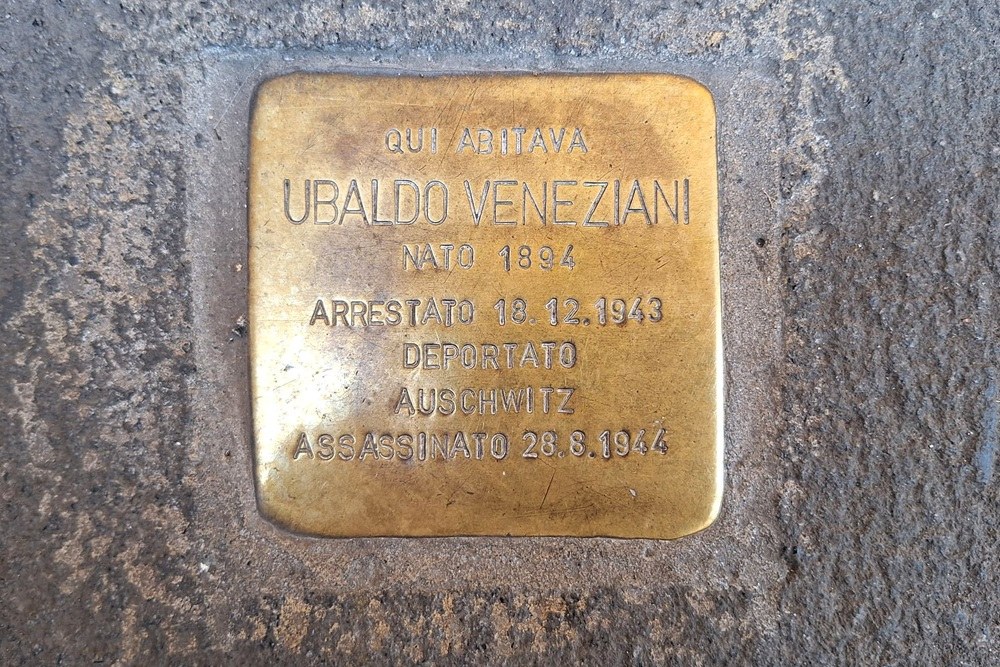 QUI ABITAVA
UBALDO VENEZIANI
NATO 1894
ARRESTATO 18.12.1943
DEPORTATO
AUSCHWITZ
ASSASSINATO 28.8.1944